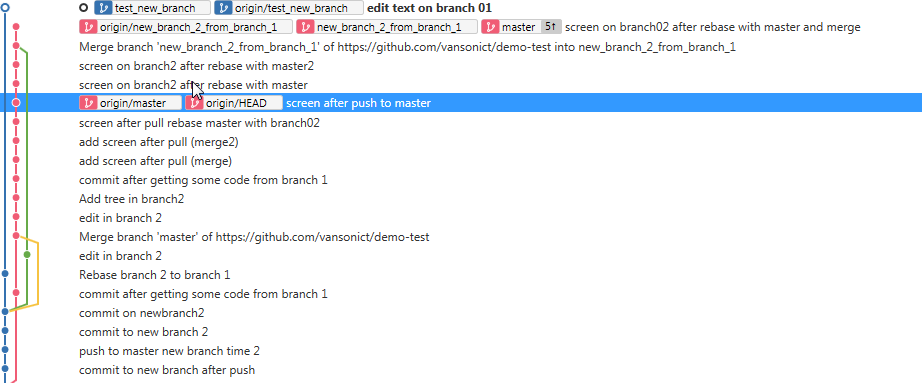 test_new_branch origin/test_new_branch edit text on branch 01
origin/new_branch_2_from_branch_1 new_branch_2_from_branch_1 master 5↑ screen on branch02 after rebase with master and merge
Merge branch 'new_branch_2_from_branch_1' of https://github.com/vansonict/demo-test into new_branch_2_from_branch_1
screen on branch2 after rebase with master2
screen on branch2 after rebase with master
origin/master origin/HEAD screen after push to master
screen after pull rebase master with branch02
add screen after pull (merge2)
add screen after pull (merge)
commit after getting some code from branch 1
Add tree in branch2
edit in branch 2
Merge branch 'master' of https://github.com/vansonict/demo-test
edit in branch 2
Rebase branch 2 to branch 1
commit after getting some code from branch 1
commit on newbranch2
commit to new branch 2
push to master new branch time 2
commit to new branch after push